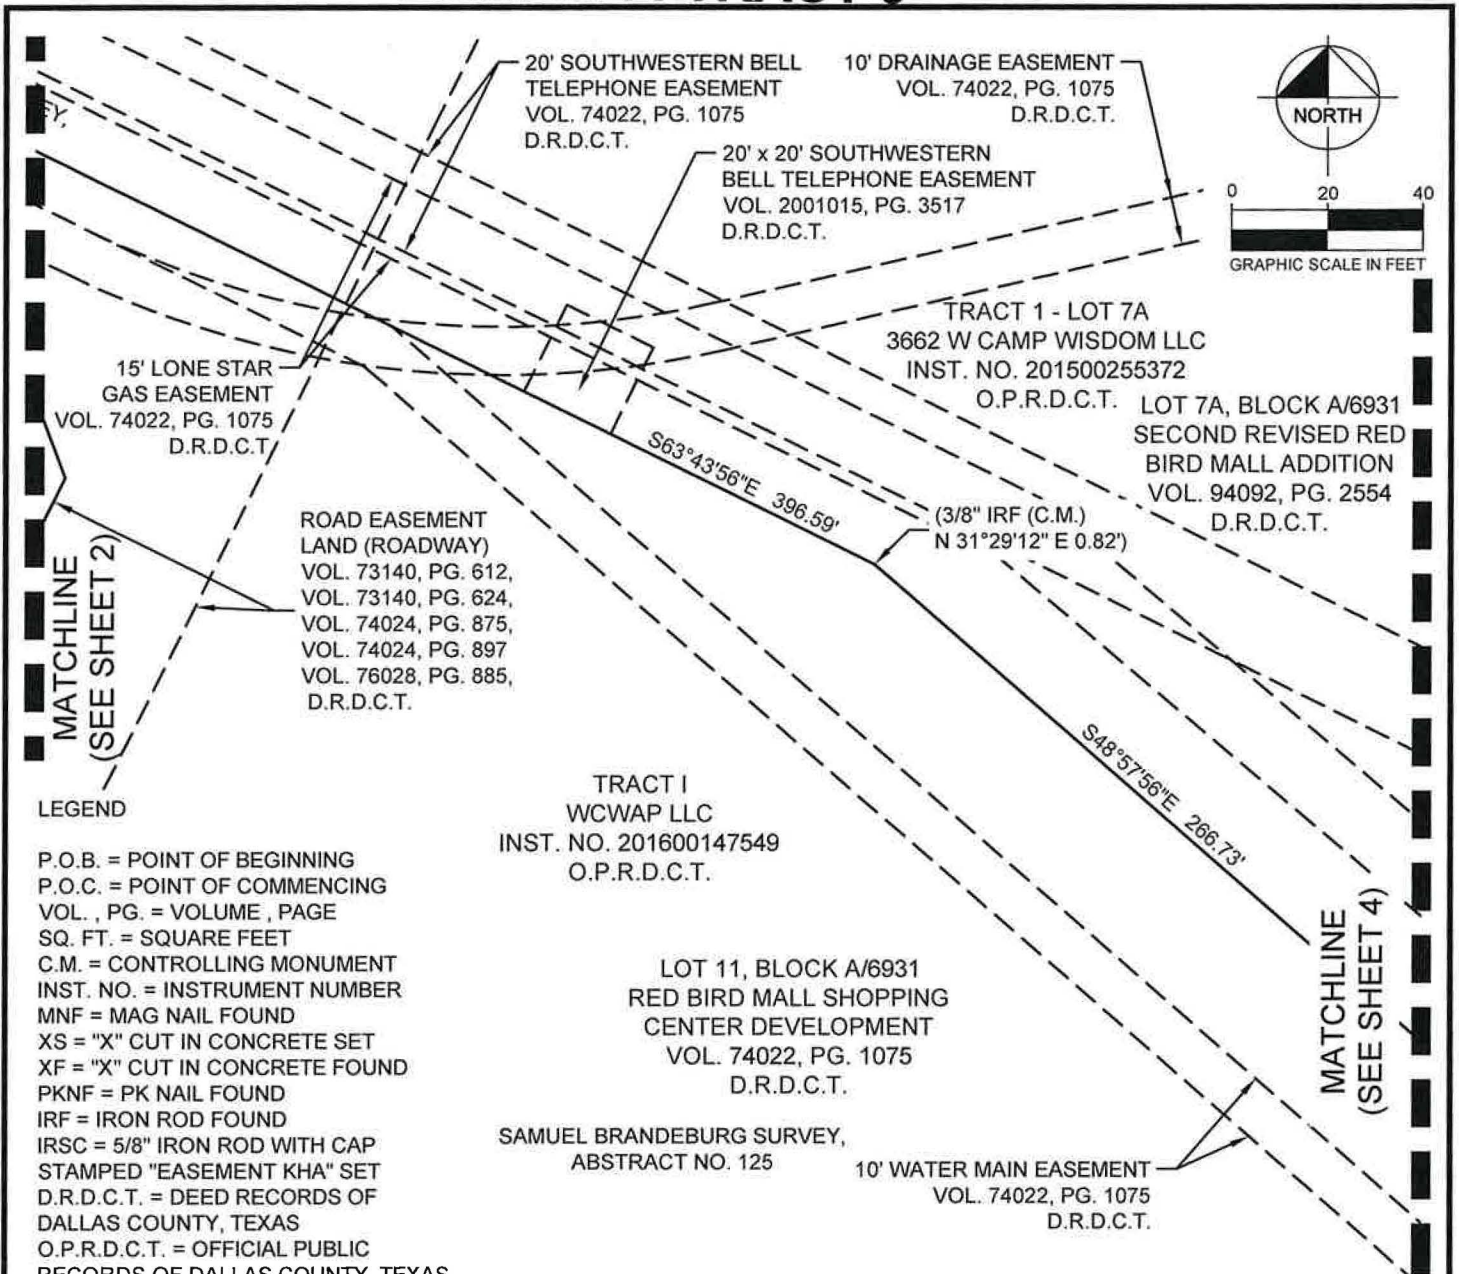 20' SOUTHWESTERN BELL
TELEPHONE EASEMENT
VOL. 74022, PG. 1075
D.R.D.C.T.
10' DRAINAGE EASEMENT
VOL. 74022, PG. 1075
D.R.D.C.T.
NORTH
20' x 20' SOUTHWESTERN
BELL TELEPHONE EASEMENT
VOL. 2001015, PG. 3517
D.R.D.C.T.
0 20 40
GRAPHIC SCALE IN FEET
EY,
TRACT 1 - LOT 7A
3662 W CAMP WISDOM LLC
INST. NO. 201500255372
O.P.R.D.C.T.
15' LONE STAR
GAS EASEMENT
VOL. 74022, PG. 1075
D.R.D.C.T
LOT 7A, BLOCK A/6931
SECOND REVISED RED
BIRD MALL ADDITION
VOL. 94092, PG. 2554
D.R.D.C.T.
S63°43'56"E 396.59'
(3/8" IRF (C.M.)
N 31°29'12" E 0.82')
ROAD EASEMENT
LAND (ROADWAY)
VOL. 73140, PG. 612,
VOL. 73140, PG. 624,
VOL. 74024, PG. 875,
VOL. 74024, PG. 897
VOL. 76028, PG. 885,
D.R.D.C.T.
MATCHLINE
(SEE SHEET 2)
S48°57'56"E 266.73'
TRACT I
WCWAP LLC
INST. NO. 201600147549
O.P.R.D.C.T.
MATCHLINE
(SEE SHEET 4)
LOT 11, BLOCK A/6931
RED BIRD MALL SHOPPING
CENTER DEVELOPMENT
VOL. 74022, PG. 1075
D.R.D.C.T.
SAMUEL BRANDEBURG SURVEY,
ABSTRACT NO. 125
10' WATER MAIN EASEMENT
VOL. 74022, PG. 1075
D.R.D.C.T.
LEGEND
P.O.B. = POINT OF BEGINNING
P.O.C. = POINT OF COMMENCING
VOL. , PG. = VOLUME , PAGE
SQ. FT. = SQUARE FEET
C.M. = CONTROLLING MONUMENT
INST. NO. = INSTRUMENT NUMBER
MNF = MAG NAIL FOUND
XS = "X" CUT IN CONCRETE SET
XF = "X" CUT IN CONCRETE FOUND
PKNF = PK NAIL FOUND
IRF = IRON ROD FOUND
IRSC = 5/8" IRON ROD WITH CAP
STAMPED "EASEMENT KHA" SET
D.R.D.C.T. = DEED RECORDS OF
DALLAS COUNTY, TEXAS
O.P.R.D.C.T. = OFFICIAL PUBLIC
RECORDS OF DALLAS COUNTY, TEXAS